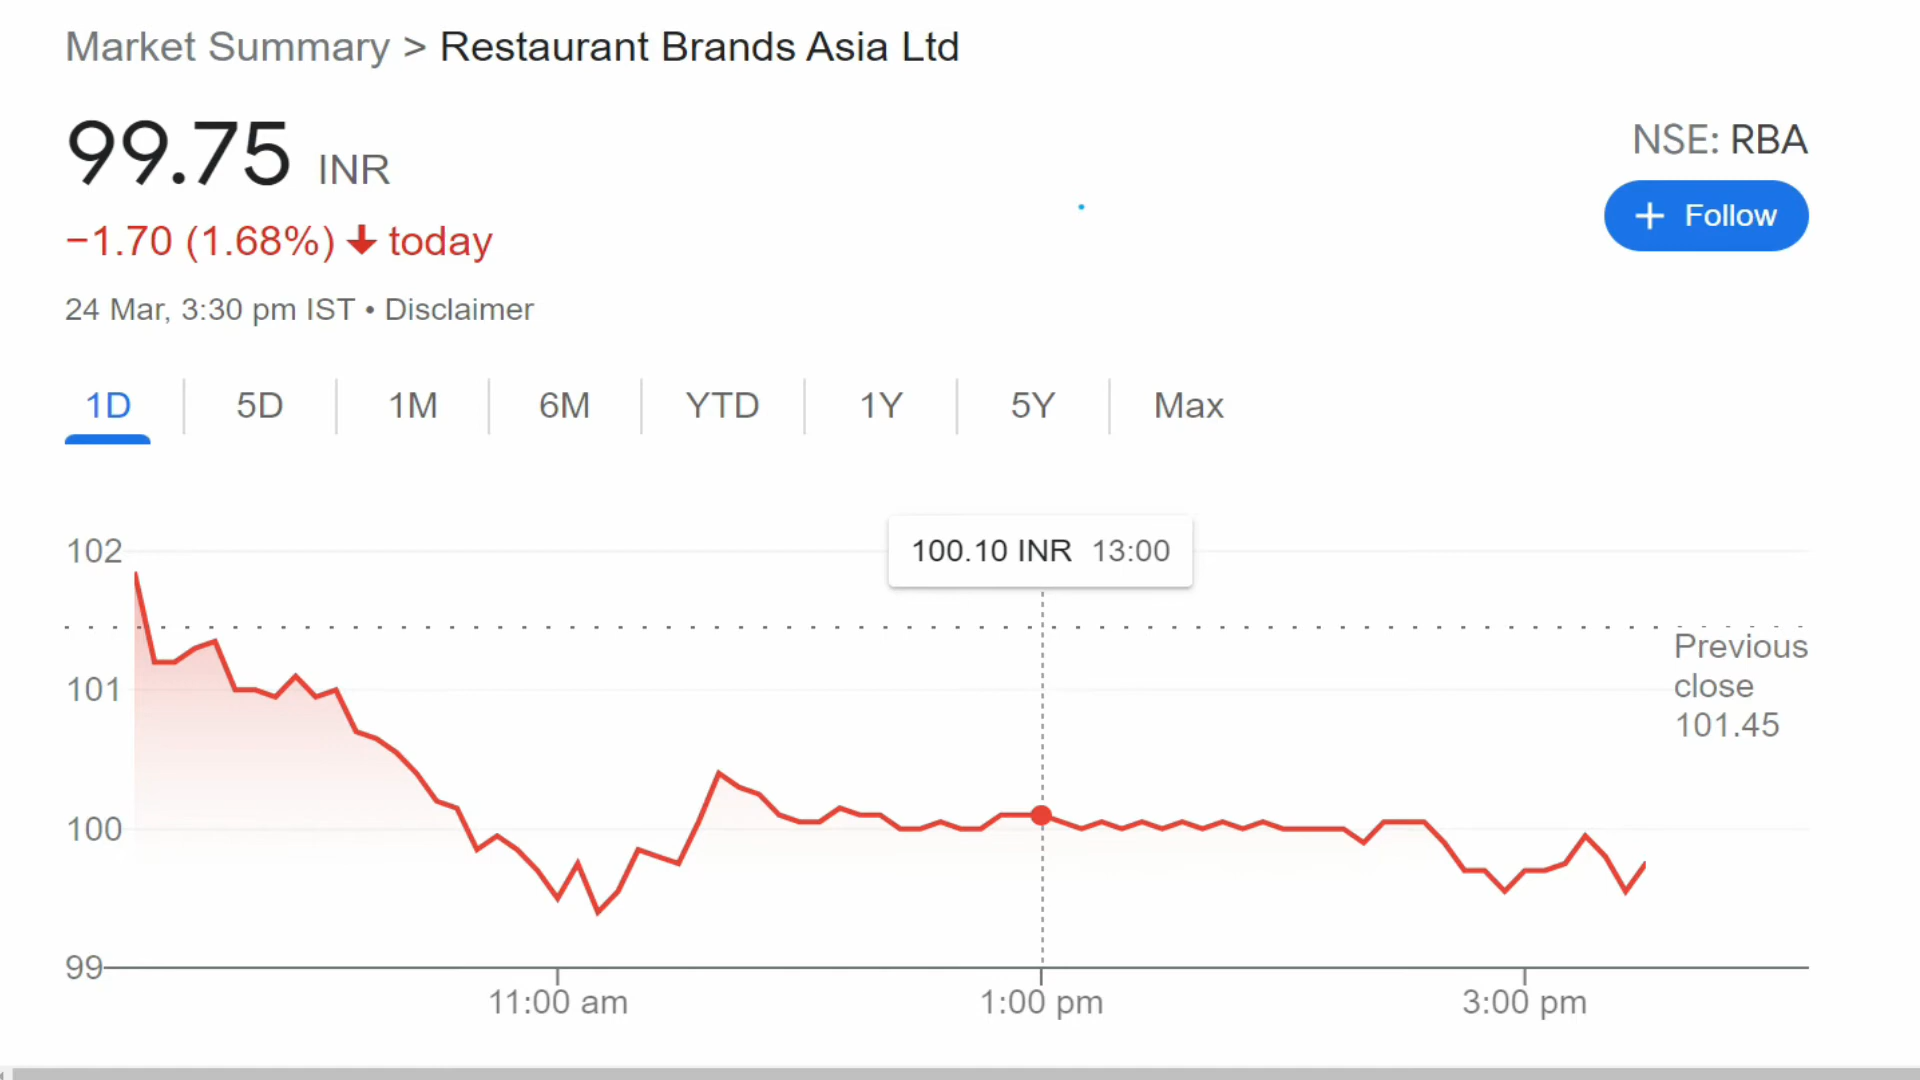 Market Summary > Restaurant Brands Asia Ltd
99.75 INR
NSE: RBA
−1.70 (1.68%) ↓ today
+ Follow
24 Mar, 3:30 pm IST • Disclaimer
1D 5D 1M 6M YTD 1Y 5Y Max
102
100.10 INR 13:00
Previous
close
101.45
101
100
99
11:00 am 1:00 pm 3:00 pm